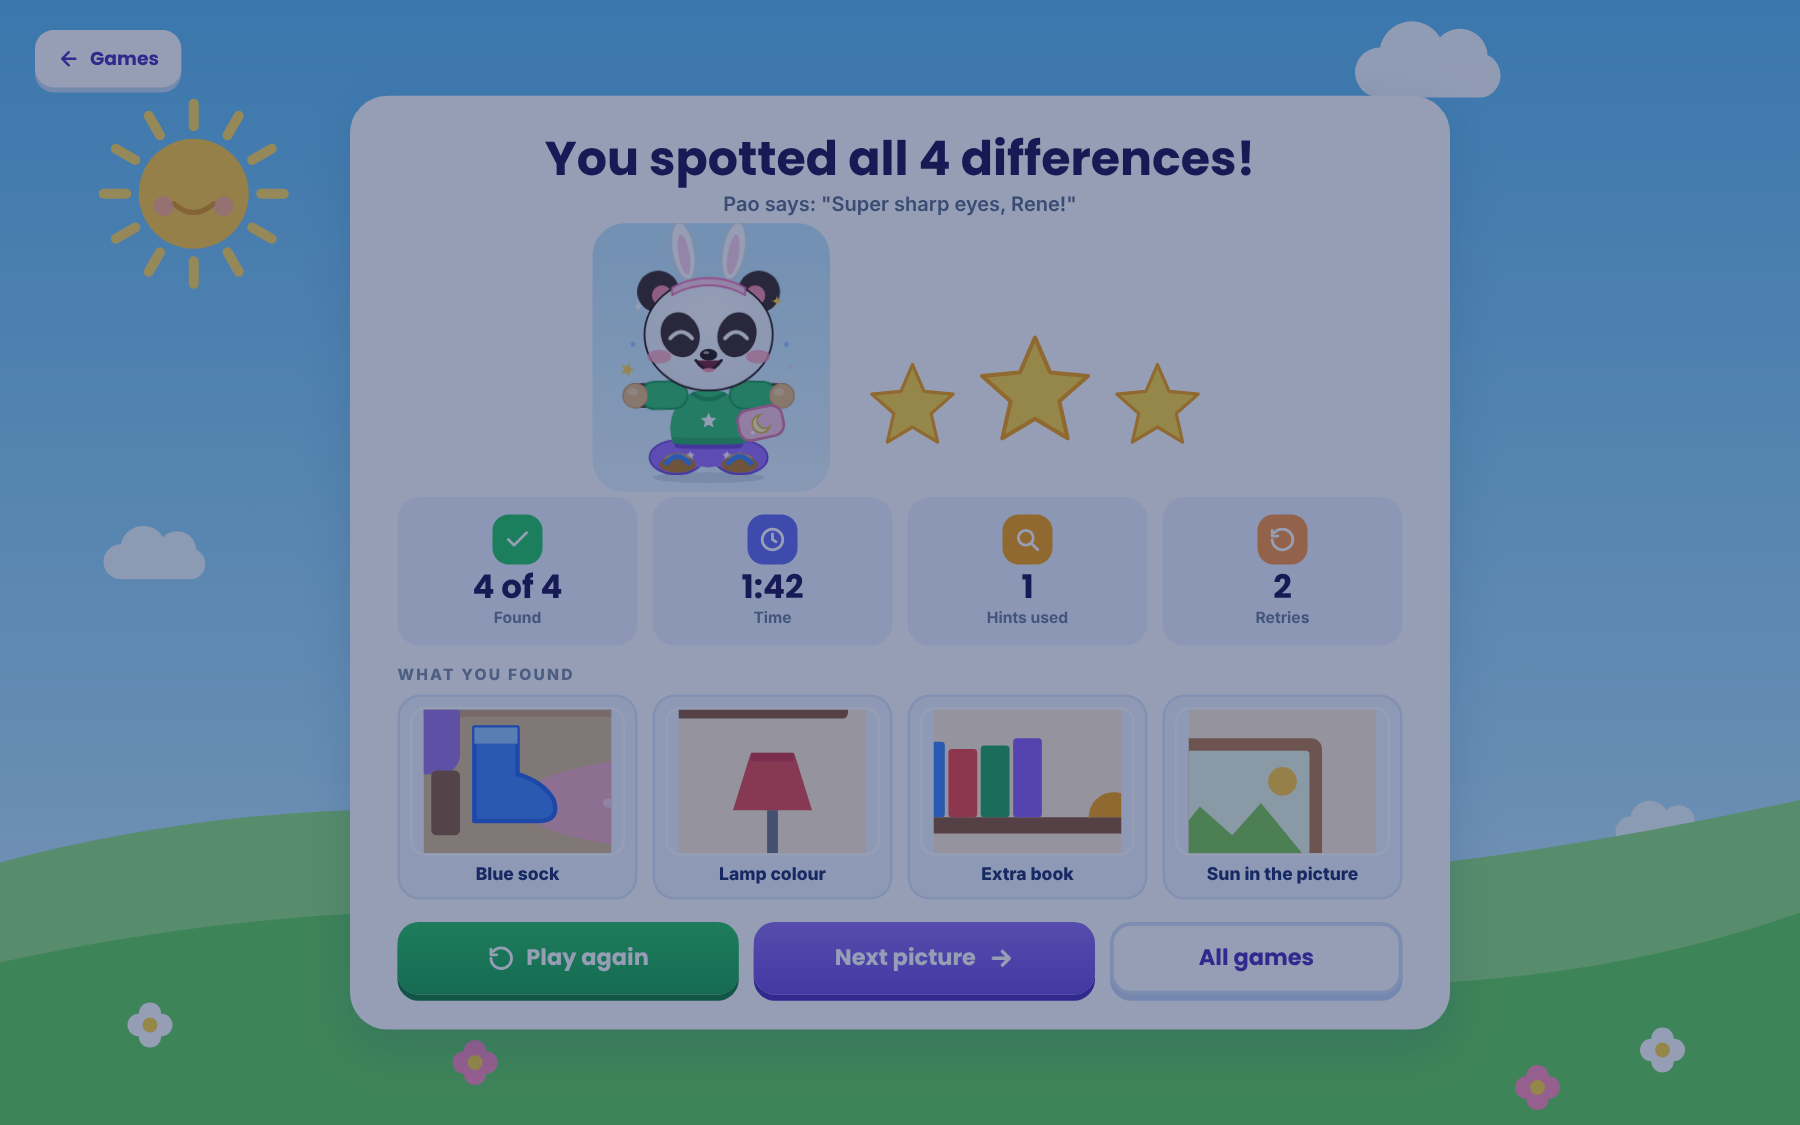 Games
You spotted all 4 differences!
Pao says: "Super sharp eyes, Rene!"
4 of 4
Found
1:42
Time
1
Hints used
2
Retries
WHAT YOU FOUND
Blue sock
Lamp colour
Extra book
Sun in the picture
Play again
Next picture
All games